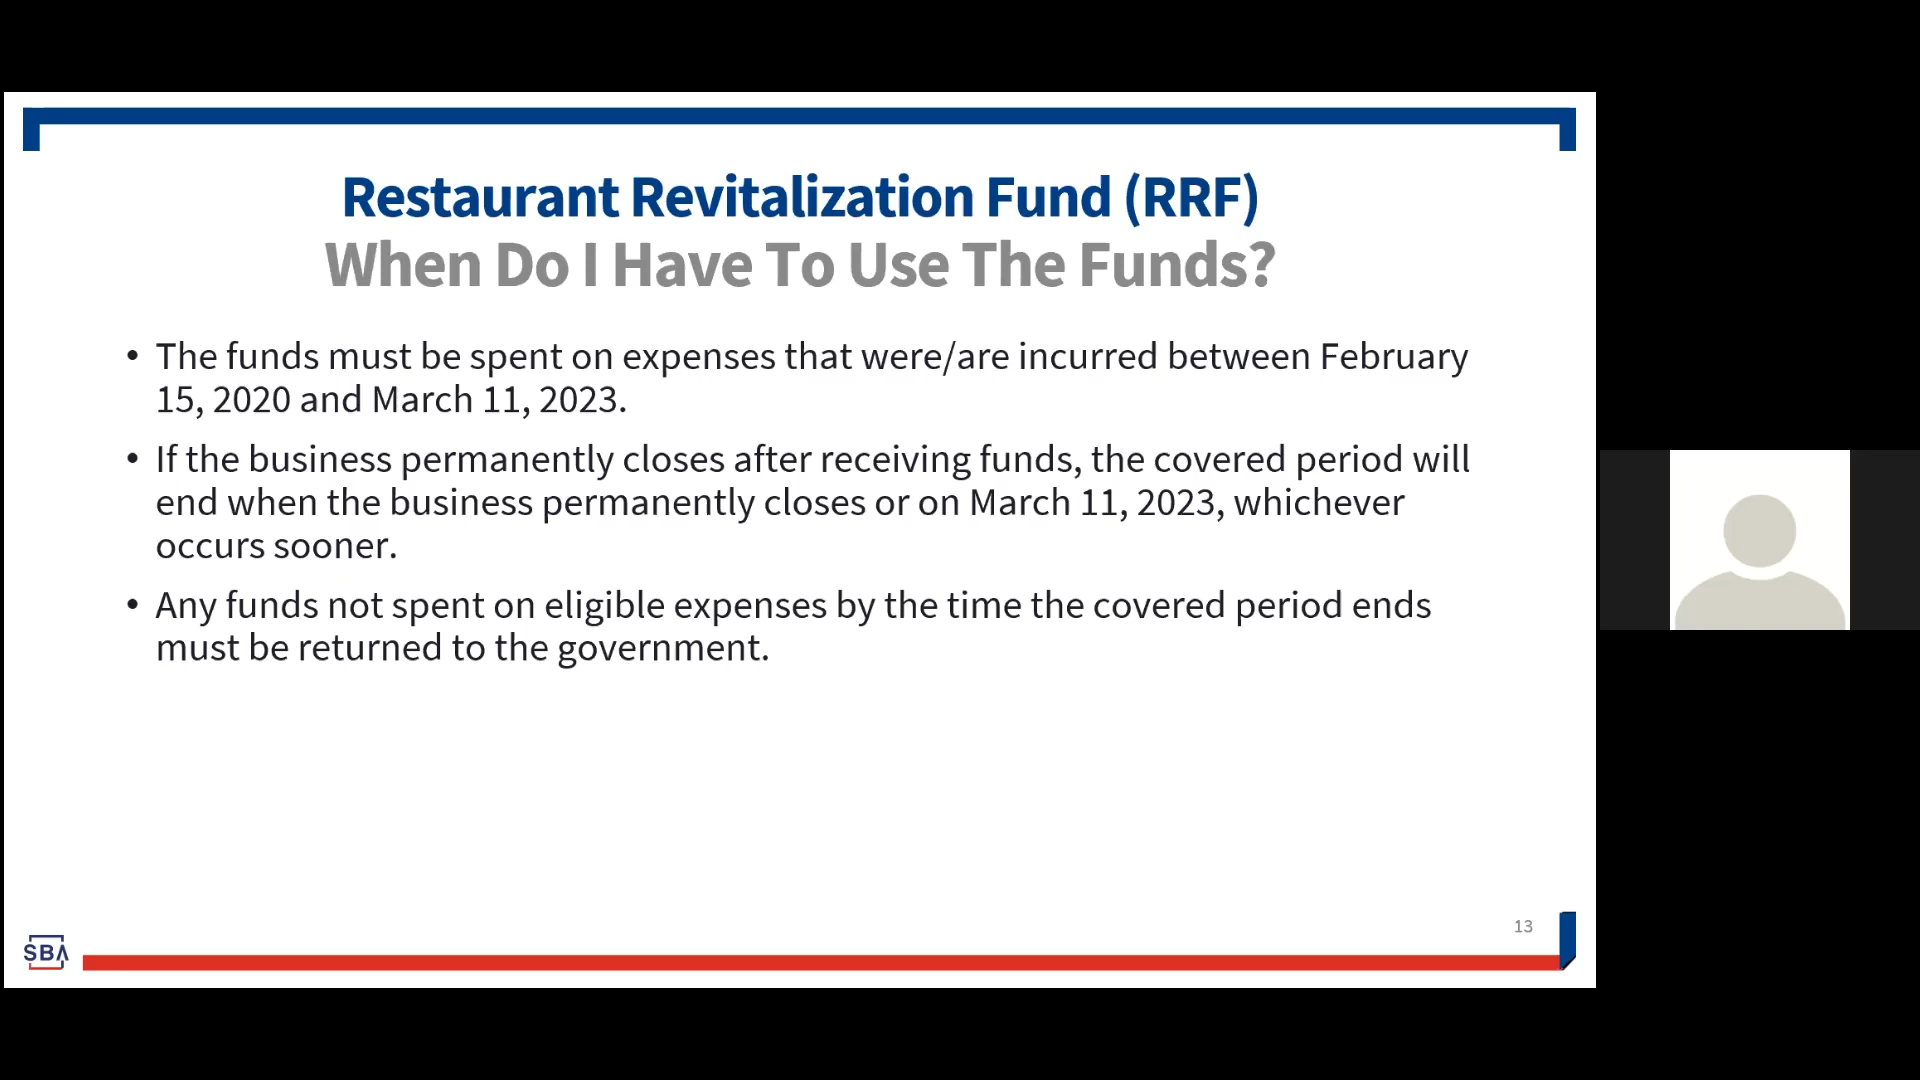 Restaurant Revitalization Fund (RRF)
When Do I Have To Use The Funds?
• The funds must be spent on expenses that were/are incurred between February
15, 2020 and March 11, 2023.
• If the business permanently closes after receiving funds, the covered period will
end when the business permanently closes or on March 11, 2023, whichever
occurs sooner.
• Any funds not spent on eligible expenses by the time the covered period ends
must be returned to the government.
13
SBA